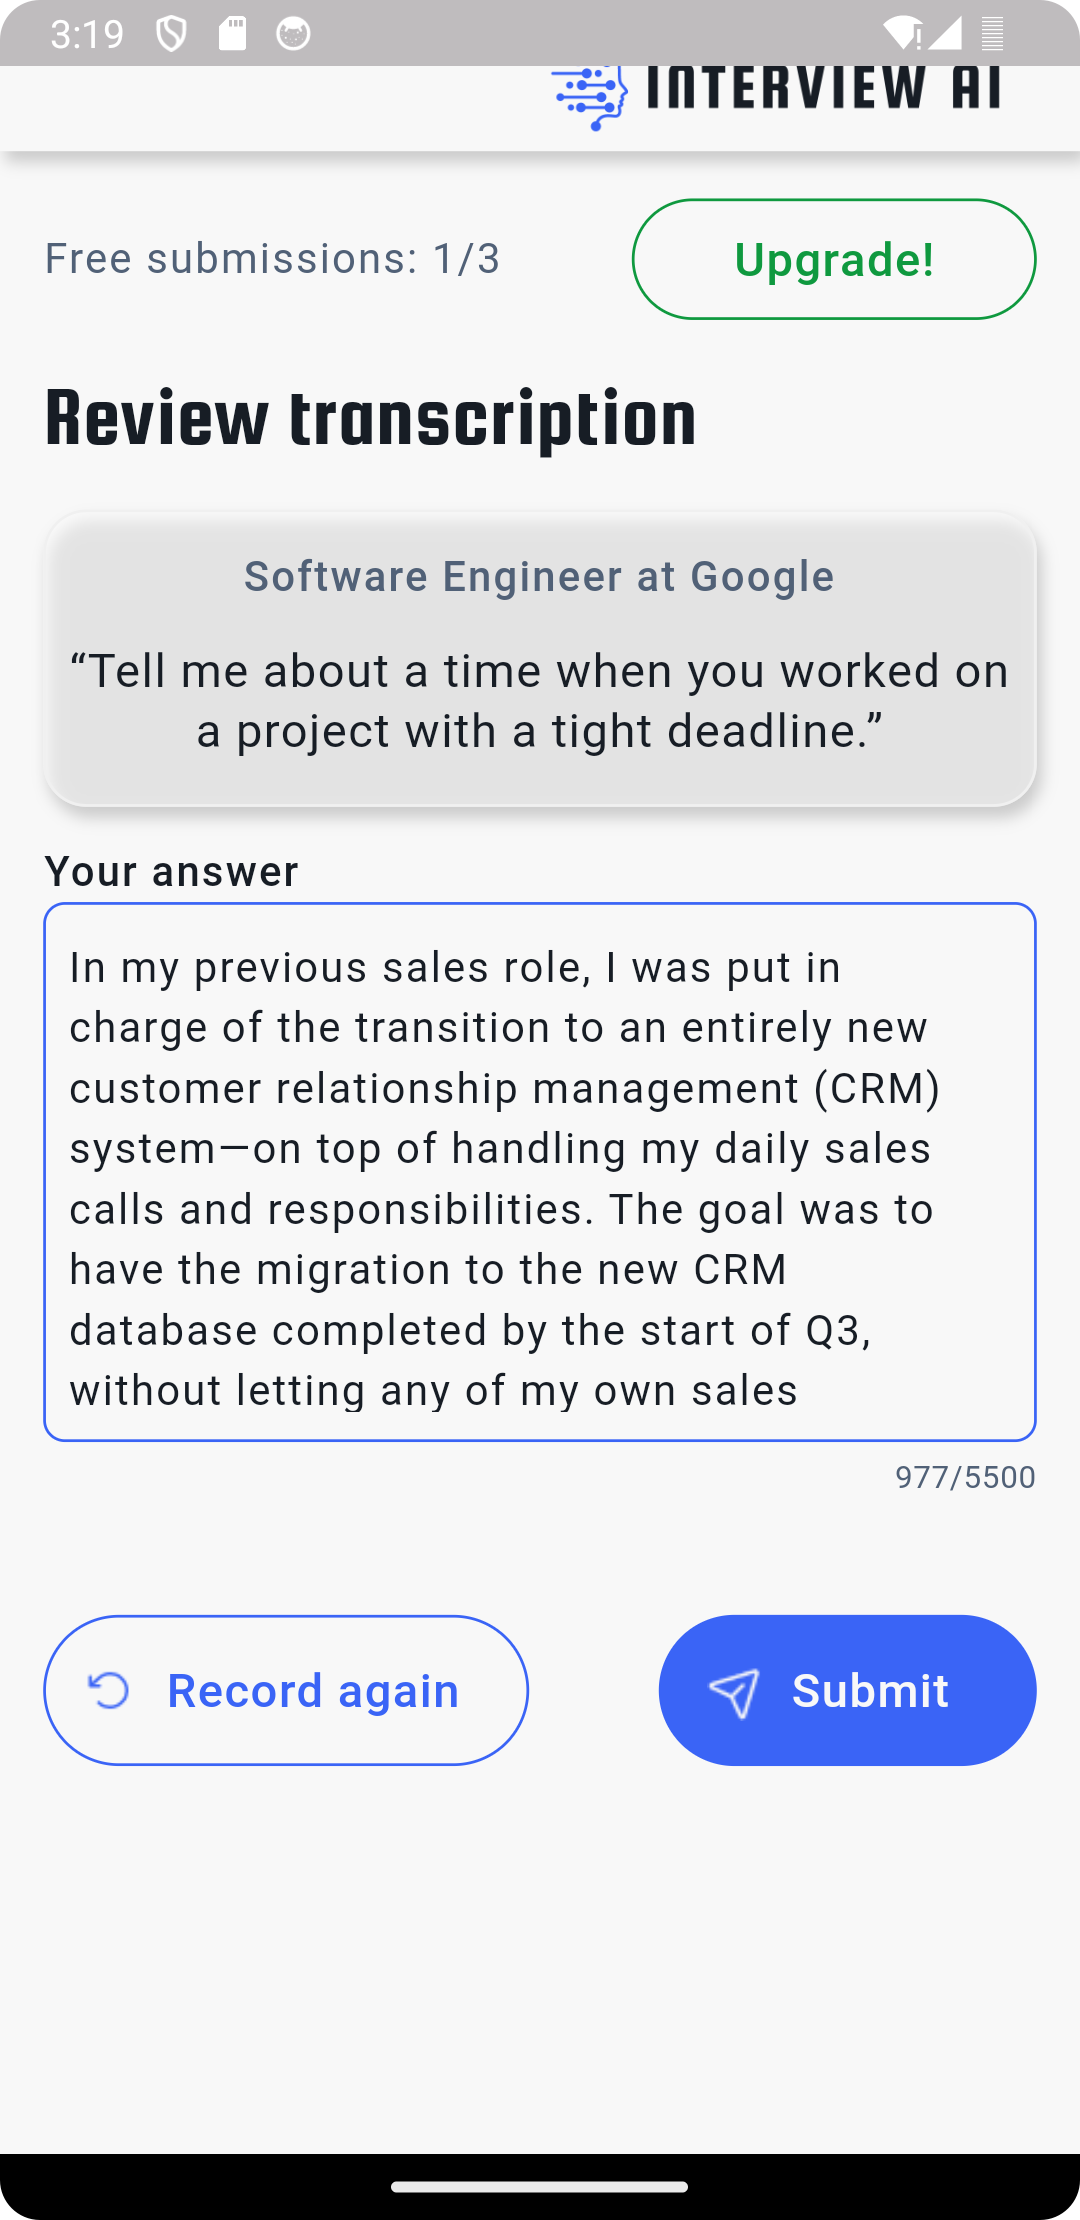 3:19
INTERVIEW AI
Free submissions: 1/3
Upgrade!
Review transcription
Software Engineer at Google
“Tell me about a time when you worked on
a project with a tight deadline.”
Your answer
In my previous sales role, I was put in
charge of the transition to an entirely new
customer relationship management (CRM)
system—on top of handling my daily sales
calls and responsibilities. The goal was to
have the migration to the new CRM
database completed by the start of Q3,
without letting any of my own sales
977/5500
Record again
Submit